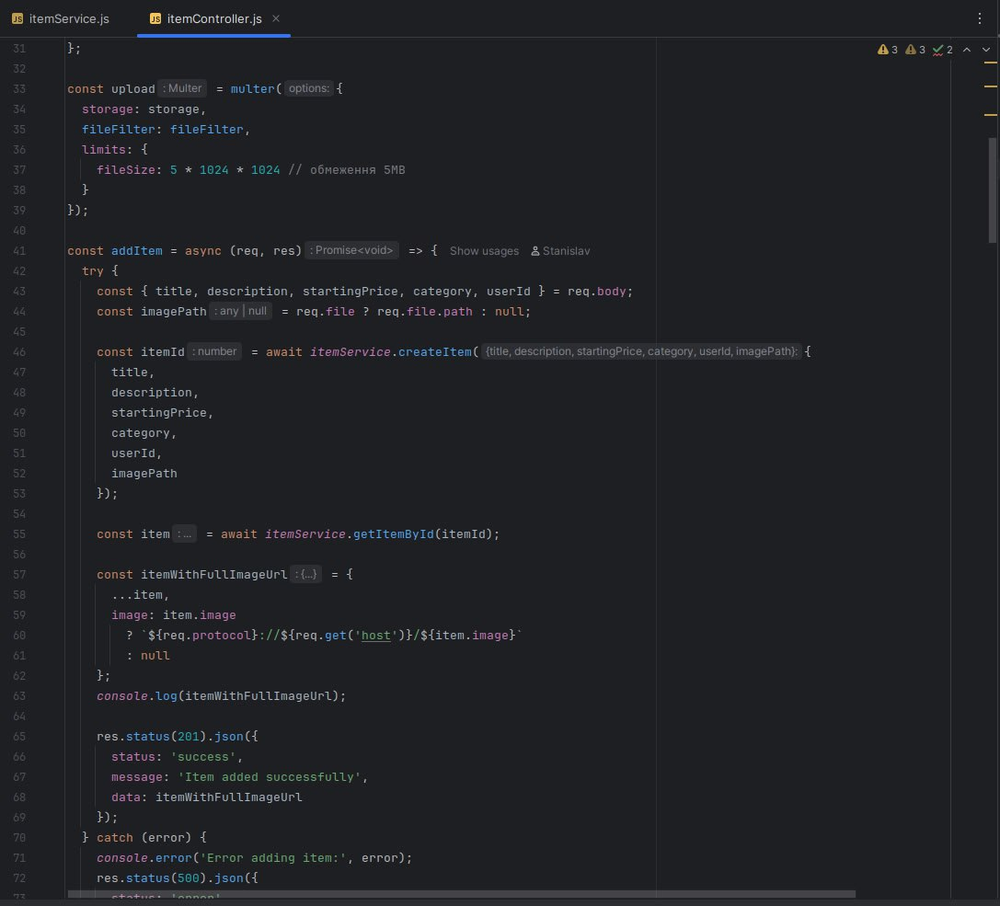 JS itemService.js JS itemController.js ×
3 3 2
31 };
32
33 const upload : Multer = multer( options: {
34 storage: storage,
35 fileFilter: fileFilter,
36 limits: {
37 fileSize: 5 * 1024 * 1024 // обмеження 5MB
38 }
39 });
40
41 const addItem = async (req, res) : Promise<void> => { Show usages Stanislav
42 try {
43 const { title, description, startingPrice, category, userId } = req.body;
44 const imagePath : any | null = req.file ? req.file.path : null;
45
46 const itemId : number = await itemService.createItem( {title, description, startingPrice, category, userId, imagePath}: {
47 title,
48 description,
49 startingPrice,
50 category,
51 userId,
52 imagePath
53 });
54
55 const item : ... = await itemService.getItemById(itemId);
56
57 const itemWithFullImageUrl : {...} = {
58 ...item,
59 image: item.image
60 ? `${req.protocol}://${req.get('host')}/${item.image}`
61 : null
62 };
63 console.log(itemWithFullImageUrl);
64
65 res.status(201).json({
66 status: 'success',
67 message: 'Item added successfully',
68 data: itemWithFullImageUrl
69 });
70 } catch (error) {
71 console.error('Error adding item:', error);
72 res.status(500).json({
73 status: 'error'